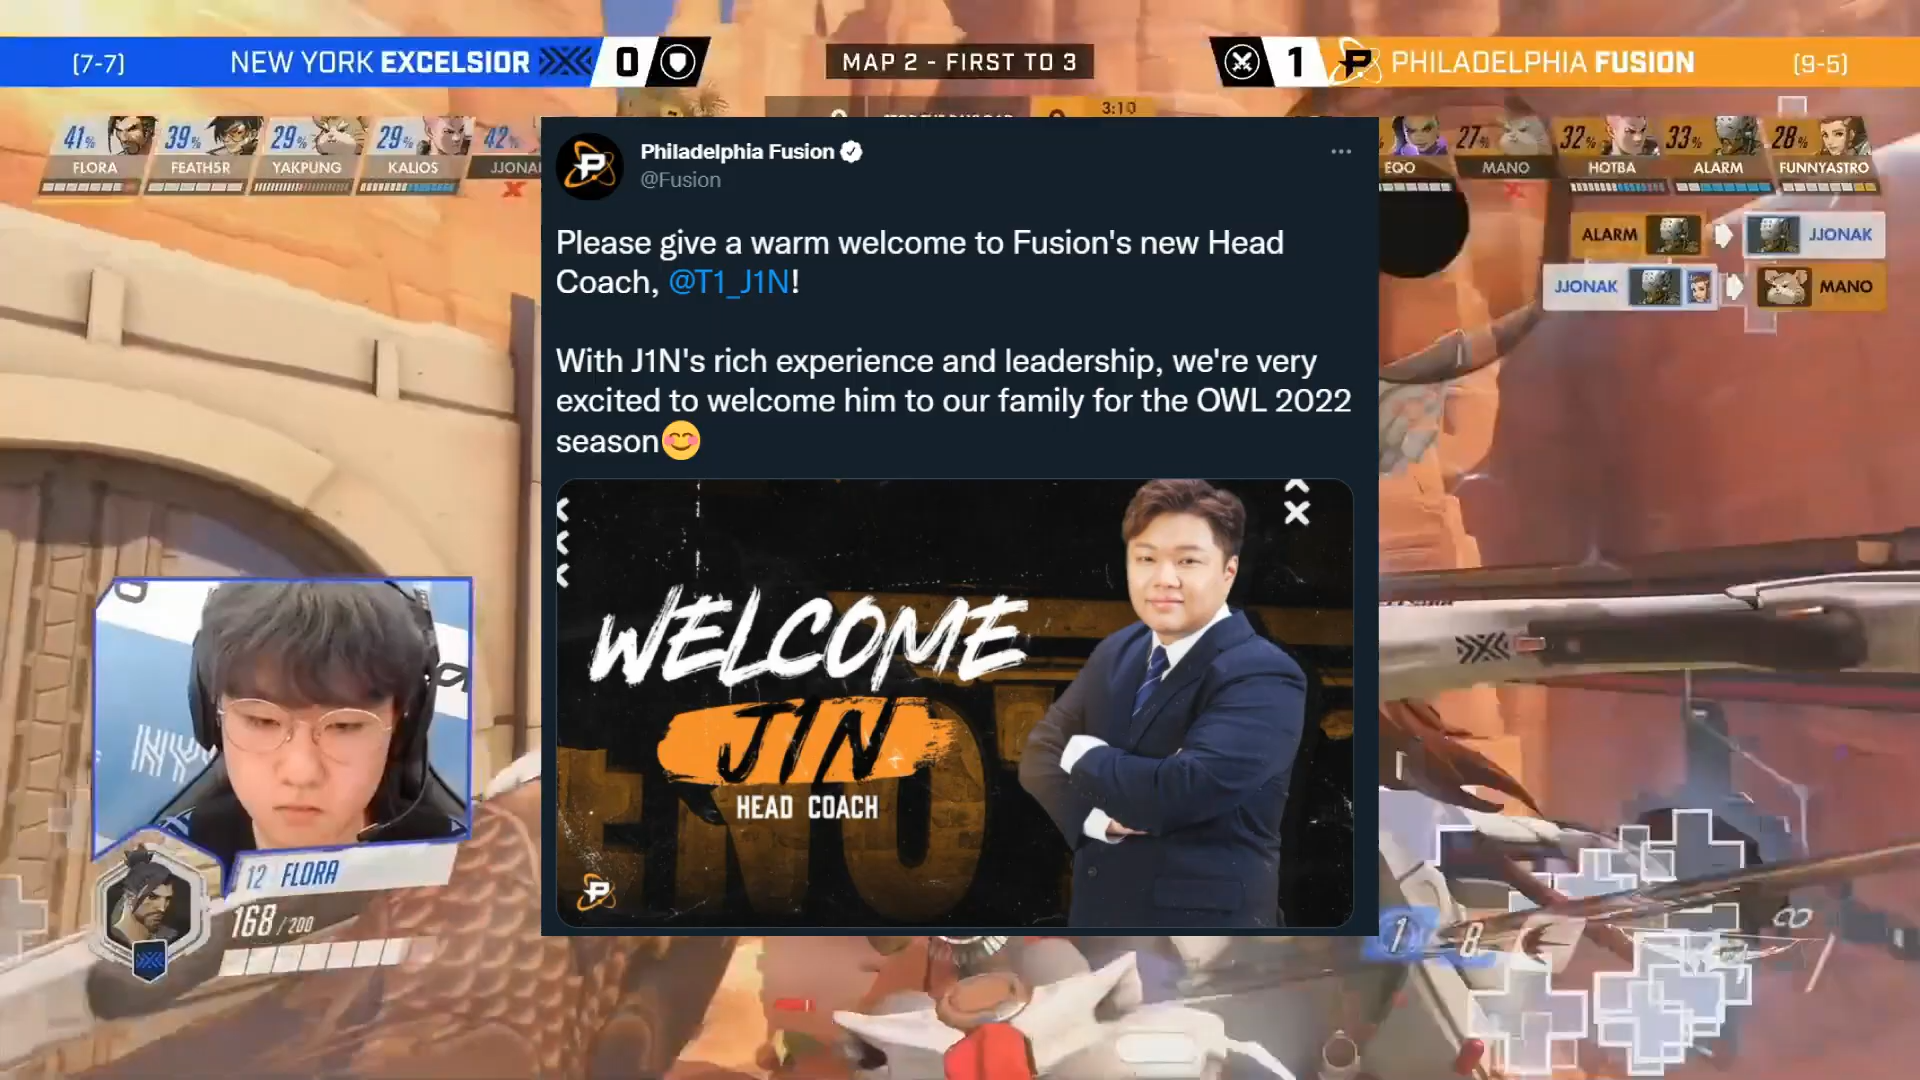 [7-7] NEW YORK EXCELSIOR 0
MAP 2 - FIRST TO 3
1 PHILADELPHIA FUSION [9-5]
3:10
41% 39% 29% 29% 42%
FLORA FEATH5R YAKPUNG KALIOS JJONA
27% 32% 33% 28%
EQO MANO HOTBA ALARM FUNNYASTRO
ALARM JJONAK
JJONAK MANO
Philadelphia Fusion
@Fusion
Please give a warm welcome to Fusion's new Head
Coach, @T1_J1N!
With J1N's rich experience and leadership, we're very
excited to welcome him to our family for the OWL 2022
season😊
WELCOME
J1N
HEAD COACH
12 FLORA
168 / 200
1 8